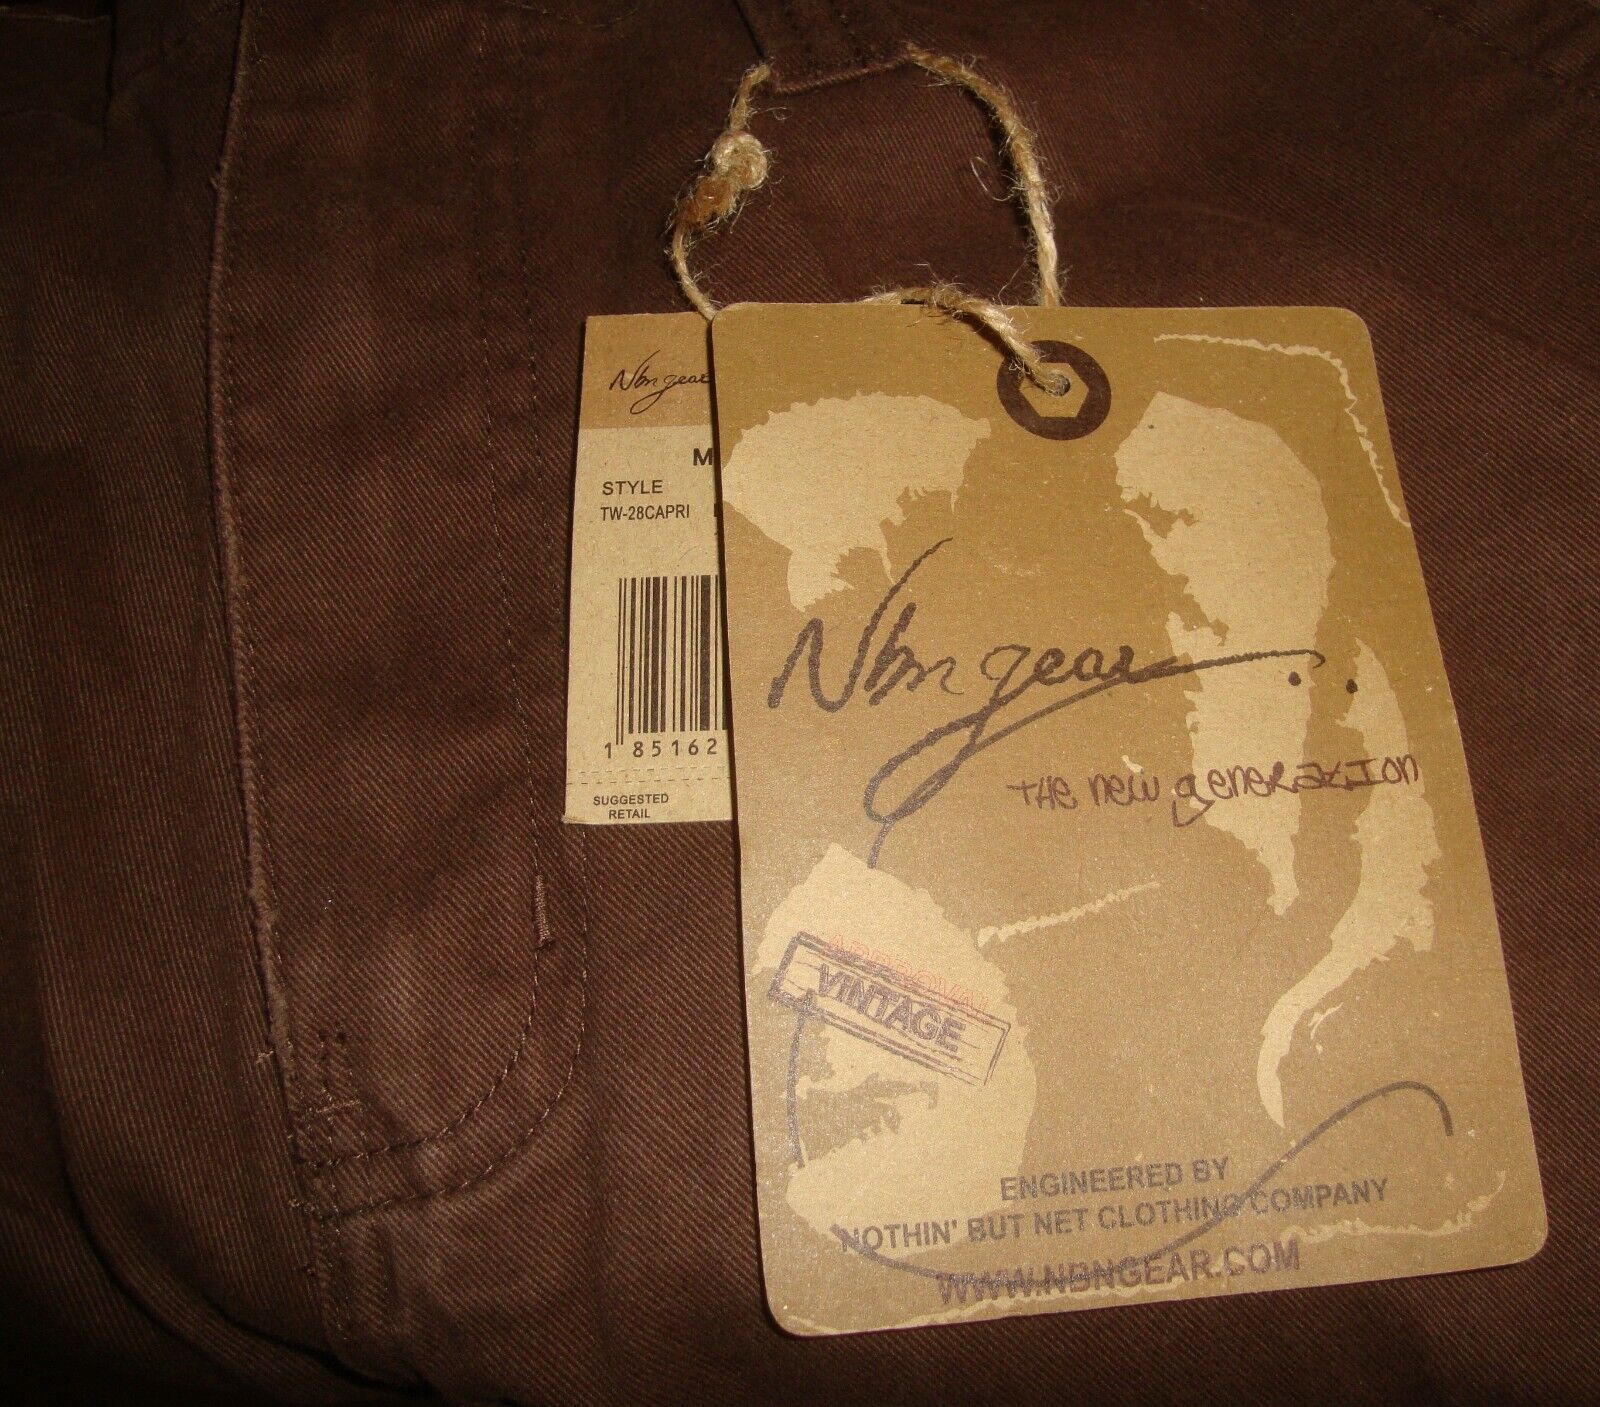 Nbn gear
M
STYLE
TW-28CAPRI
1 85162
SUGGESTED
RETAIL
Nbn gear
THE new generation
APPROVAL
VINTAGE
ENGINEERED BY
NOTHIN' BUT NET CLOTHING COMPANY
WWW.NBNGEAR.COM